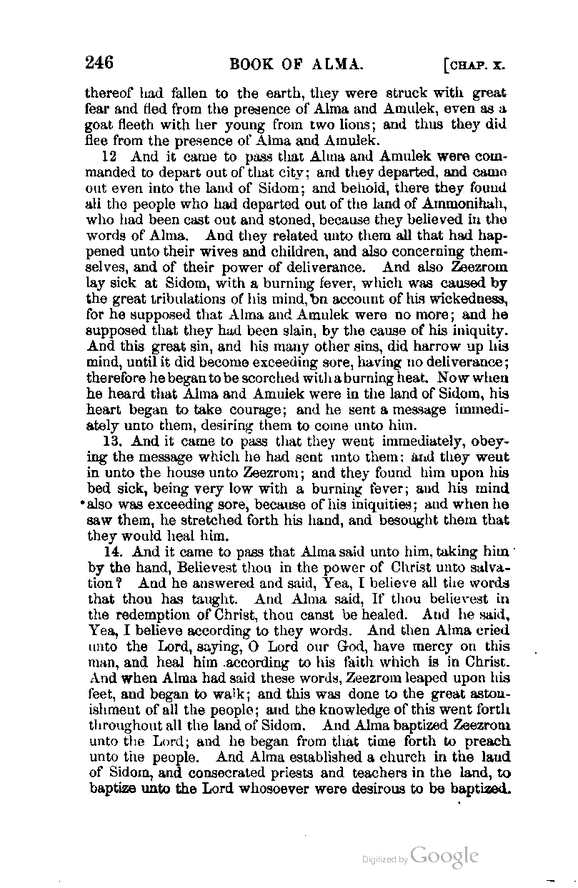 246 BOOK OF ALMA. [CHAP. X.
thereof had fallen to the earth, they were struck with great
fear and fled from the presence of Alma and Amulek, even as a
goat fleeth with her young from two lions; and thus they did
flee from the presence of Alma and Amulek.
12 And it came to pass that Alma and Amulek were com-
manded to depart out of that city; and they departed, and came
out even into the land of Sidom; and behold, there they found
all the people who had departed out of the land of Ammonihah,
who had been cast out and stoned, because they believed in the
words of Alma. And they related unto them all that had hap-
pened unto their wives and children, and also concerning them-
selves, and of their power of deliverance. And also Zeezrom
lay sick at Sidom, with a burning fever, which was caused by
the great tribulations of his mind, on account of his wickedness,
for he supposed that Alma and Amulek were no more; and he
supposed that they had been slain, by the cause of his iniquity.
And this great sin, and his many other sins, did harrow up his
mind, until it did become exceeding sore, having no deliverance;
therefore he began to be scorched with a burning heat. Now when
he heard that Alma and Amulek were in the land of Sidom, his
heart began to take courage; and he sent a message immedi-
ately unto them, desiring them to come unto him.
13. And it came to pass that they went immediately, obey-
ing the message which he had sent unto them: and they went
in unto the house unto Zeezrom; and they found him upon his
bed sick, being very low with a burning fever; and his mind
also was exceeding sore, because of his iniquities; and when he
saw them, he stretched forth his hand, and besought them that
they would heal him.
14. And it came to pass that Alma said unto him, taking him
by the hand, Believest thou in the power of Christ unto salva-
tion? And he answered and said, Yea, I believe all the words
that thou has taught. And Alma said, If thou believest in
the redemption of Christ, thou canst be healed. And he said,
Yea, I believe according to they words. And then Alma cried
unto the Lord, saying, O Lord our God, have mercy on this
man, and heal him according to his faith which is in Christ.
And when Alma had said these words, Zeezrom leaped upon his
feet, and began to walk; and this was done to the great aston-
ishment of all the people; and the knowledge of this went forth
throughout all the land of Sidom. And Alma baptized Zeezrom
unto the Lord; and he began from that time forth to preach
unto the people. And Alma established a church in the land
of Sidom, and consecrated priests and teachers in the land, to
baptize unto the Lord whosoever were desirous to be baptized.
Digitized by Google